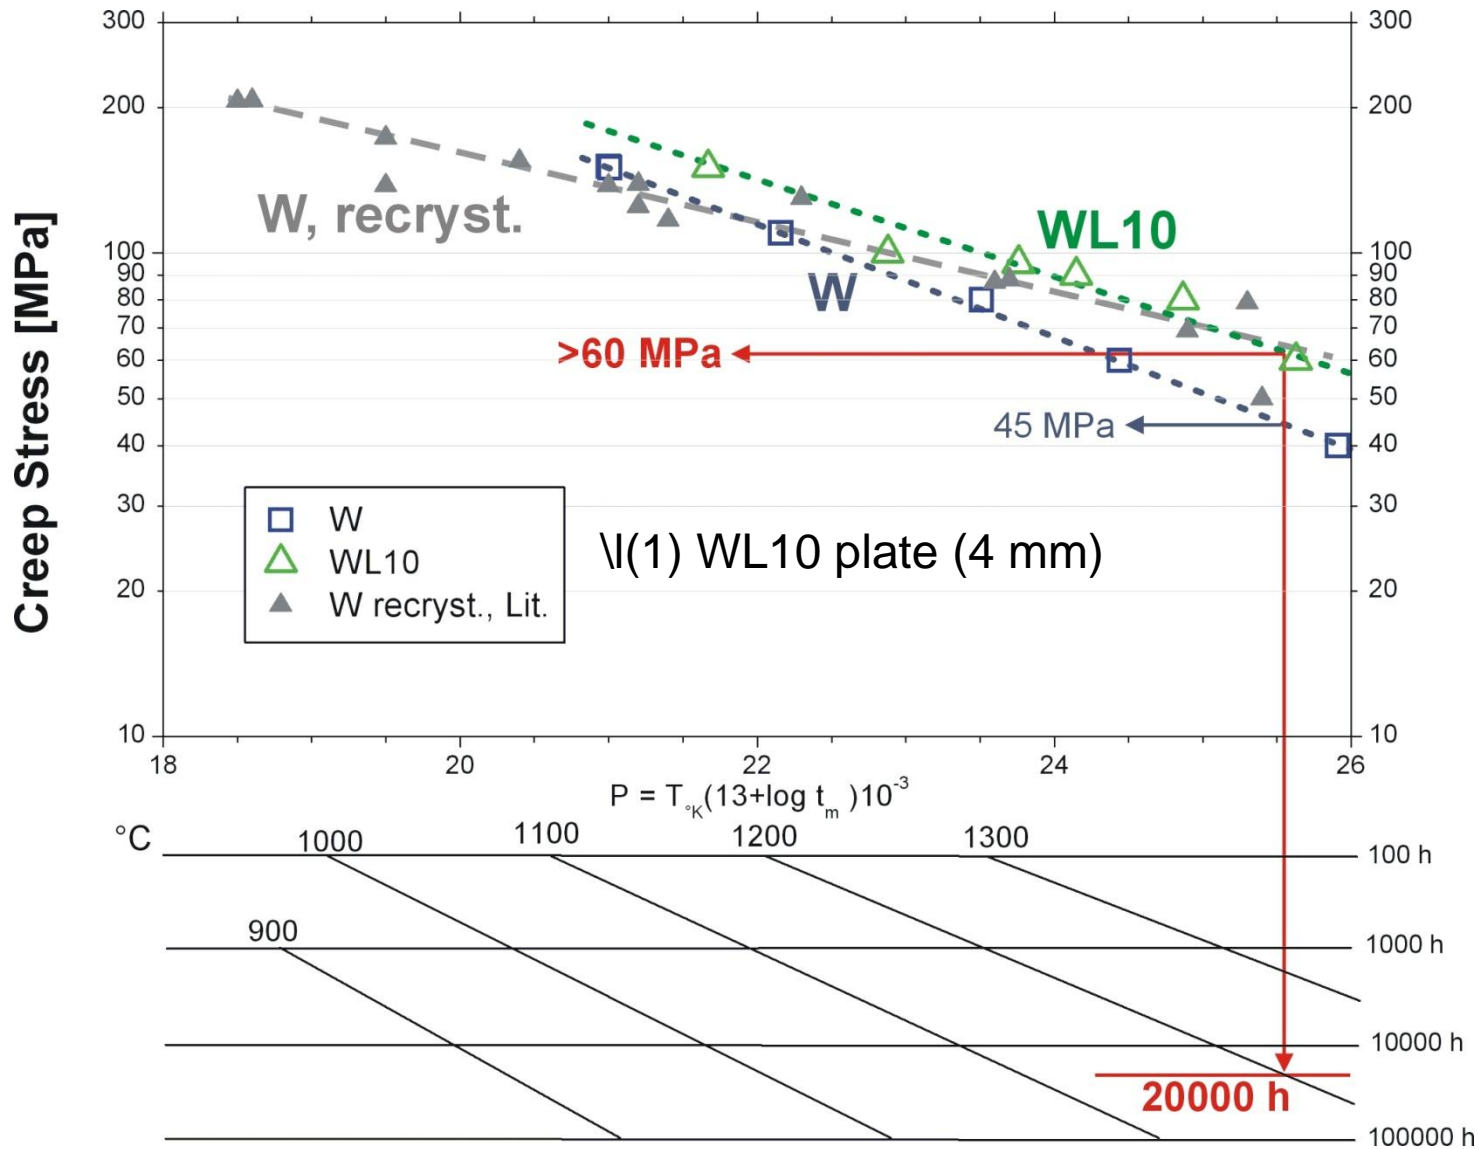 300
300
200
200
W, recryst.
WL10
100
100
90
90
W
80
80
70
70
>60 MPa
60
60
50
50
45 MPa
40
40
30
30
20
20
10
10
Creep Stress [MPa]
W
WL10
W recryst., Lit.
\I(1) WL10 plate (4 mm)
18 20 22 24 26
P = T°K(13+log tm)10-3
°C
1000 1100 1200 1300
100 h
900
1000 h
10000 h
20000 h
100000 h